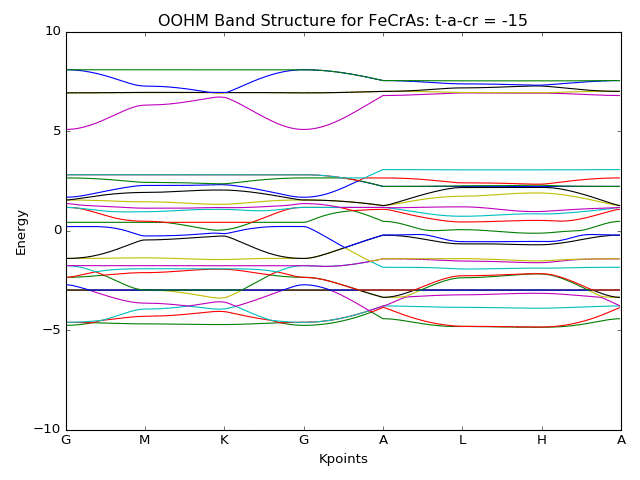 OOHM Band Structure for FeCrAs: t-a-cr = -15
10
5
0
−5
−10
Energy
G M K G A L H A
Kpoints